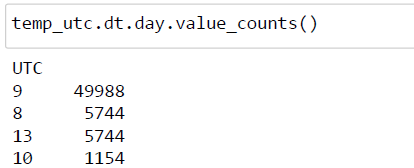 temp_utc.dt.day.value_counts()
UTC
9     49988
8      5744
13     5744
10     1154